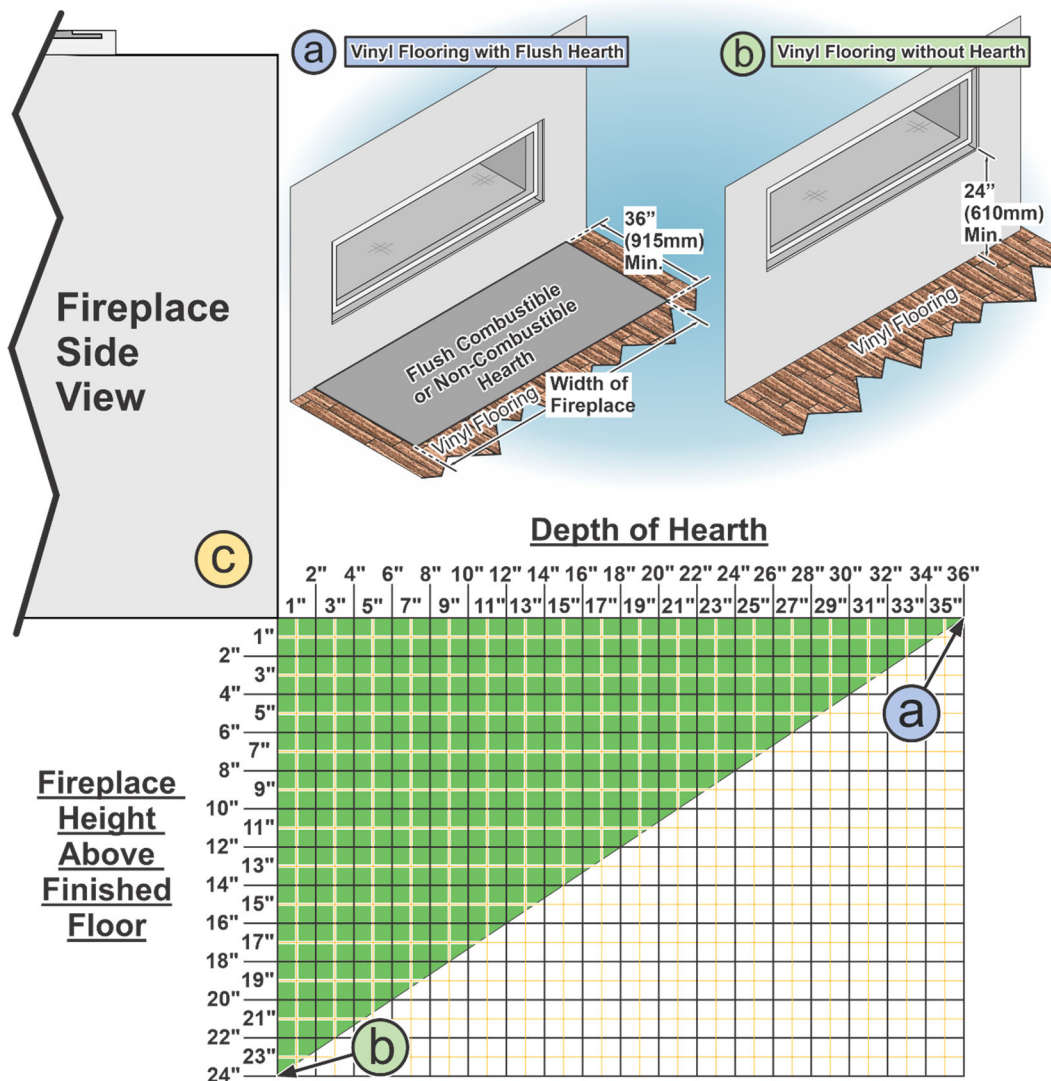 a
Vinyl Flooring with Flush Hearth
b
Vinyl Flooring without Hearth
36”
(915mm)
Min.
24”
(610mm)
Min.
Flush Combustible
or Non-Combustible
Hearth
Vinyl Flooring
Width of
Fireplace
Vinyl Flooring
Fireplace
Side
View
c
Depth of Hearth
2" 4" 6" 8" 10" 12" 14" 16" 18" 20" 22" 24" 26" 28" 30" 32" 34" 36"
1" 3" 5" 7" 9" 11" 13" 15" 17" 19" 21" 23" 25" 27" 29" 31" 33" 35"
1"
2"
3"
4"
5"
6"
7"
8"
9"
10"
11"
12"
13"
14"
15"
16"
17"
18"
19"
20"
21"
22"
23"
24"
Fireplace
Height
Above
Finished
Floor
a
b